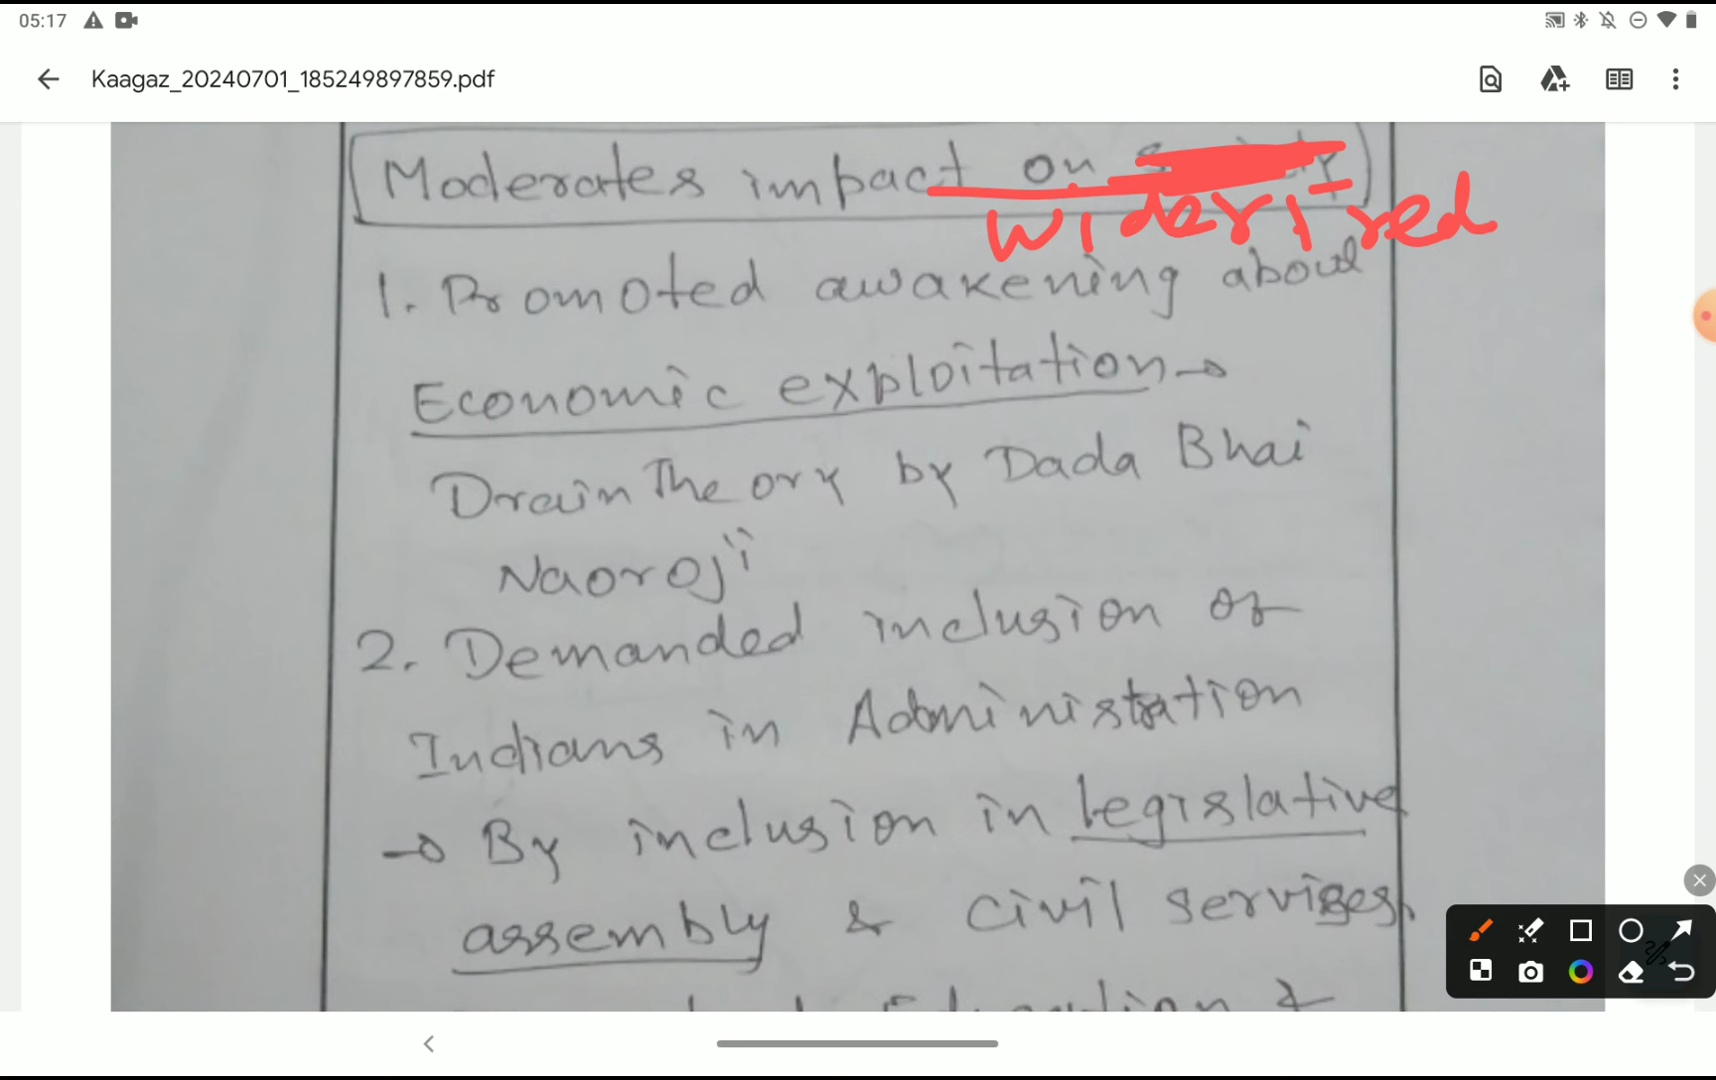 05:17
Kaagaz_20240701_185249897859.pdf
Moderates impact on
1. Promoted awakening about
Economic exploitation →
Drain Theory by Dada Bhai
Naoroji
2. Demanded inclusion of
Indians in Administration
→ By inclusion in legislative
assembly & civil services.